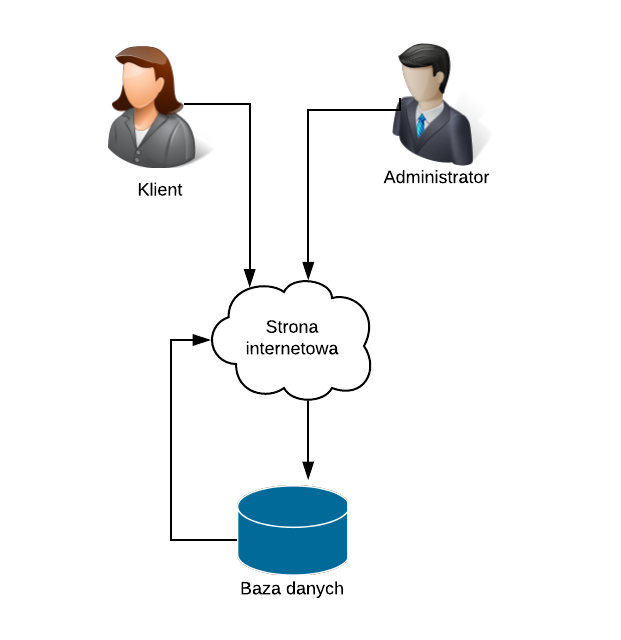 Klient
Administrator
Strona
internetowa
Baza danych